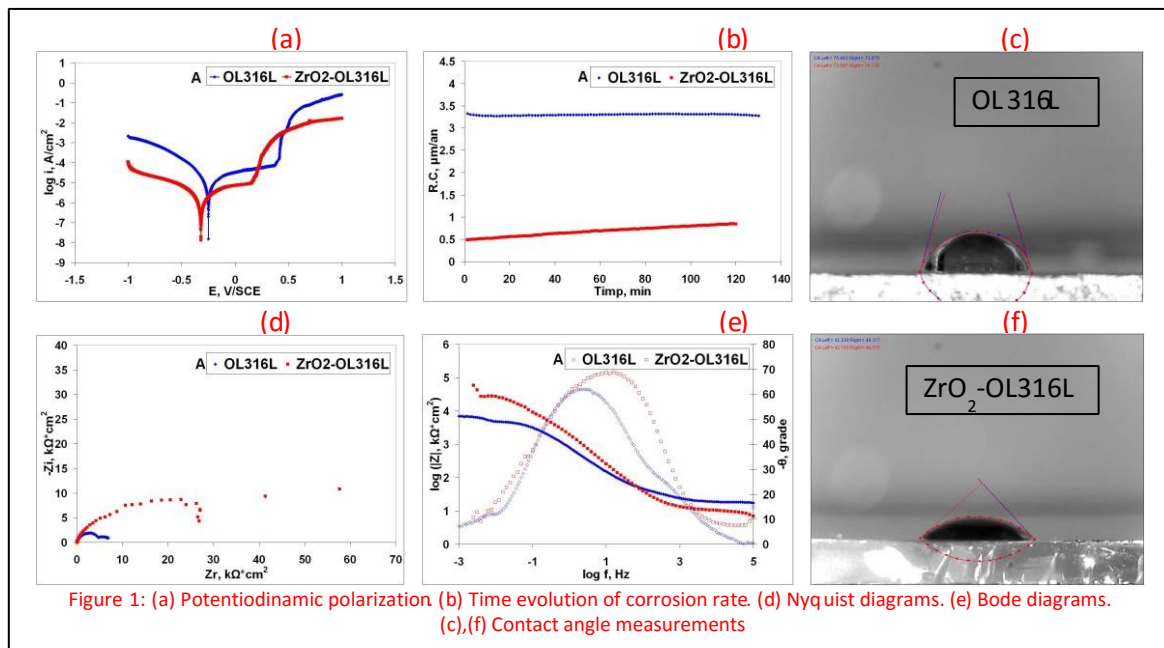 (a)
(b)
(c)
A OL316L ZrO2-OL316L
1
0
-1
-2
-3
-4
-5
-6
-7
-8
-9
log i, A/cm²
-1.5 -1 -0.5 0 0.5 1 1.5
E, V/SCE
A OL316L ZrO2-OL316L
4.5
4
3.5
3
2.5
2
1.5
1
0.5
0
R.C, µm/an
0 20 40 60 80 100 120 140
Timp, min
OL316L
(d)
(e)
(f)
A OL316L ZrO2-OL316L
40
35
30
25
20
15
10
5
0
-Zi, kΩ*cm²
0 10 20 30 40 50 60 70
Zr, kΩ*cm²
A OL316L ZrO2-OL316L
6
5
4
3
2
1
0
log (|Z|, kΩ*cm²)
80
70
60
50
40
30
20
10
0
-θ, grade
-3 -1 1 3 5
log f, Hz
ZrO₂-OL316L
Figure 1: (a) Potentiodinamic polarization. (b) Time evolution of corrosion rate. (d) Nyquist diagrams. (e) Bode diagrams.
(c),(f) Contact angle measurements